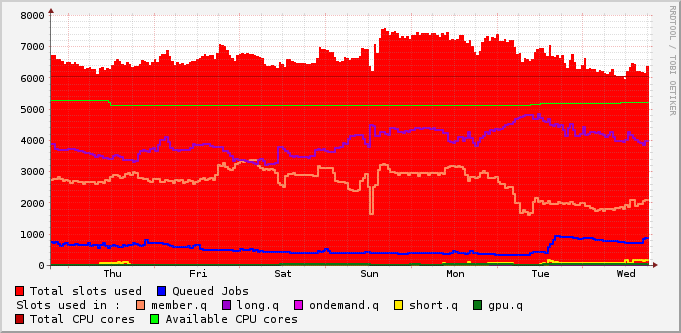 8000
7000
6000
5000
4000
3000
2000
1000
0
Thu Fri Sat Sun Mon Tue Wed
Total slots used Queued Jobs
Slots used in : member.q long.q ondemand.q short.q gpu.q
Total CPU cores Available CPU cores
RRDTOOL / TOBI OETIKER